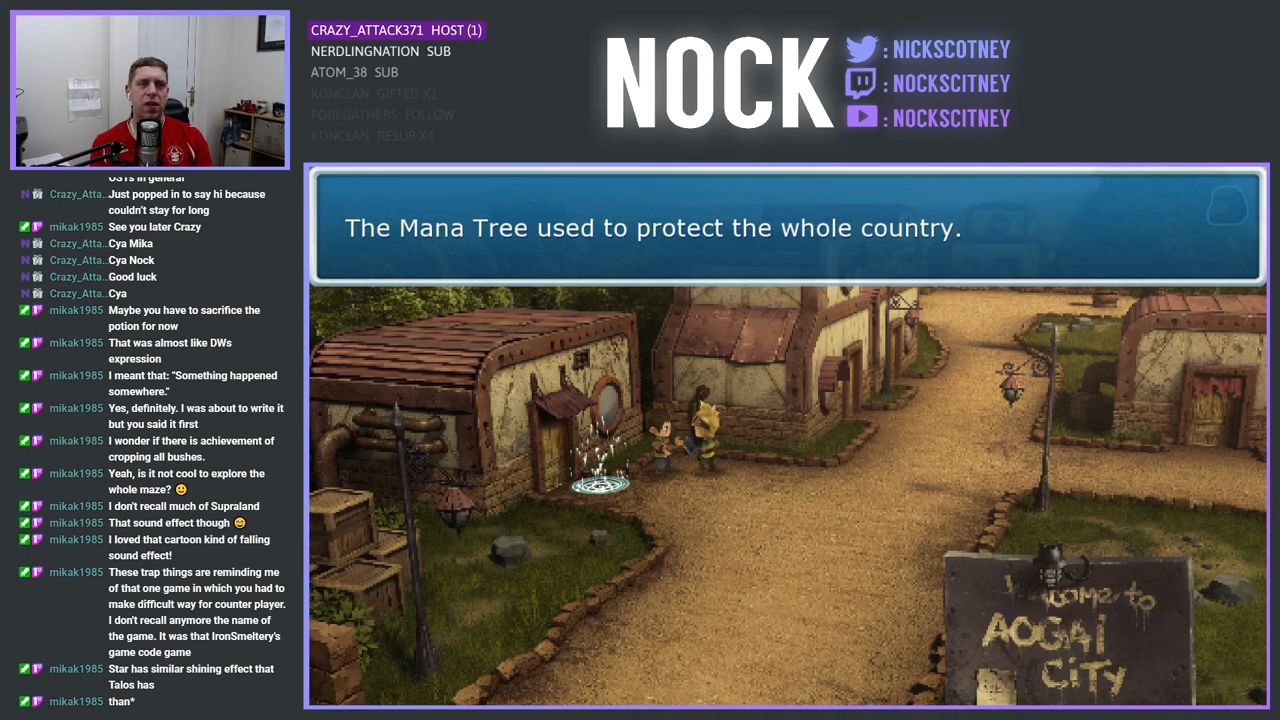 CRAZY_ATTACK371 HOST (1)
NERDLINGNATION SUB
ATOM_38 SUB
KONCLAN GIFTED X1
FOREGATHERS FOLLOW
KONCLAN RESUB X4
NOCK
: NICKSCOTNEY
: NOCKSCITNEY
: NOCKSCITNEY
OSTs in general
Crazy_Atta.. Just popped in to say hi because
couldn't stay for long
mikak1985 See you later Crazy
Crazy_Atta.. Cya Mika
Crazy_Atta.. Cya Nock
Crazy_Atta.. Good luck
Crazy_Atta.. Cya
mikak1985 Maybe you have to sacrifice the
potion for now
mikak1985 That was almost like DWs
expression
mikak1985 I meant that: "Something happened
somewhere."
mikak1985 Yes, definitely. I was about to write it
but you said it first
mikak1985 I wonder if there is achievement of
cropping all bushes.
mikak1985 Yeah, is it not cool to explore the
whole maze? 🙂
mikak1985 I don't recall much of Supraland
mikak1985 That sound effect though 😄
mikak1985 I loved that cartoon kind of falling
sound effect!
mikak1985 These trap things are reminding me
of that one game in which you had to
make difficult way for counter player.
I don't recall anymore the name of
the game. It was that IronSmeltery's
game code game
mikak1985 Star has similar shining effect that
Talos has
mikak1985 than*
The Mana Tree used to protect the whole country.
to
AOGAI
CiTy